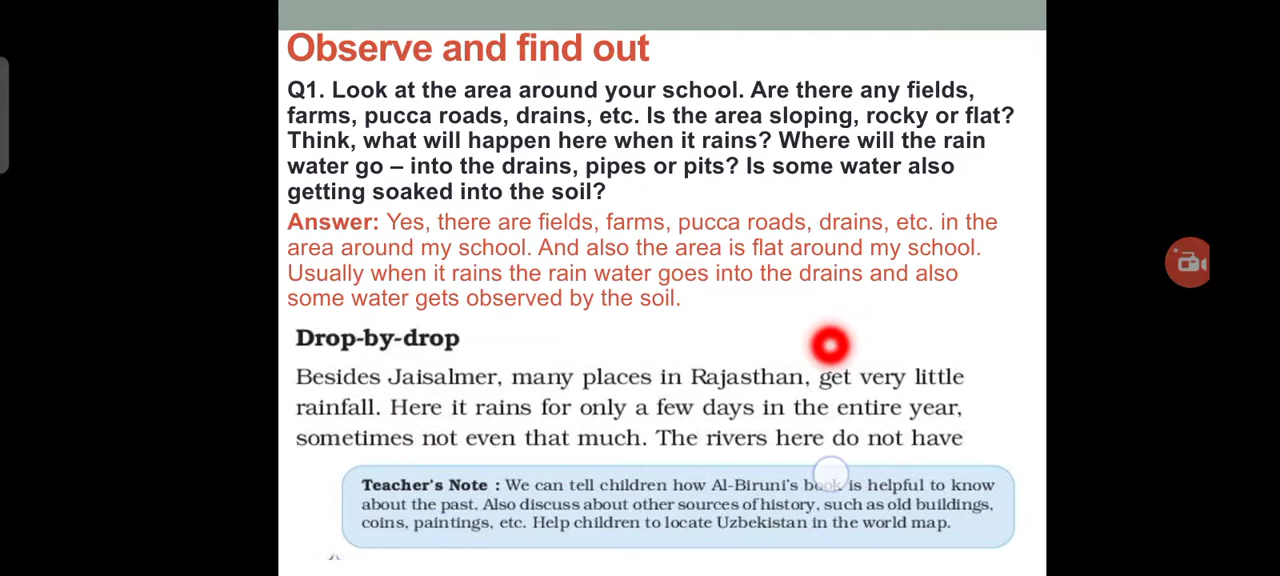 Observe and find out
Q1. Look at the area around your school. Are there any fields,
farms, pucca roads, drains, etc. Is the area sloping, rocky or flat?
Think, what will happen here when it rains? Where will the rain
water go – into the drains, pipes or pits? Is some water also
getting soaked into the soil?
Answer: Yes, there are fields, farms, pucca roads, drains, etc. in the
area around my school. And also the area is flat around my school.
Usually when it rains the rain water goes into the drains and also
some water gets observed by the soil.
Drop-by-drop
Besides Jaisalmer, many places in Rajasthan, get very little
rainfall. Here it rains for only a few days in the entire year,
sometimes not even that much. The rivers here do not have
Teacher's Note : We can tell children how Al-Biruni's book is helpful to know
about the past. Also discuss about other sources of history, such as old buildings,
coins, paintings, etc. Help children to locate Uzbekistan in the world map.